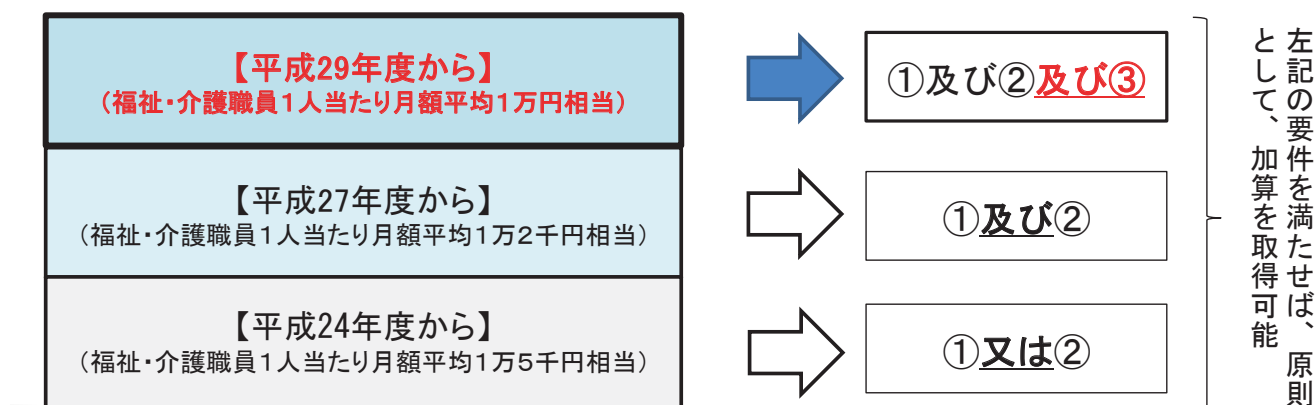 【平成29年度から】
（福祉・介護職員１人当たり月額平均１万円相当）
①及び②及び③
【平成27年度から】
（福祉・介護職員１人当たり月額平均１万２千円相当）
①及び②
【平成24年度から】
（福祉・介護職員１人当たり月額平均１万５千円相当）
①又は②
左記の要件を満たせば、原則
として、加算を取得可能